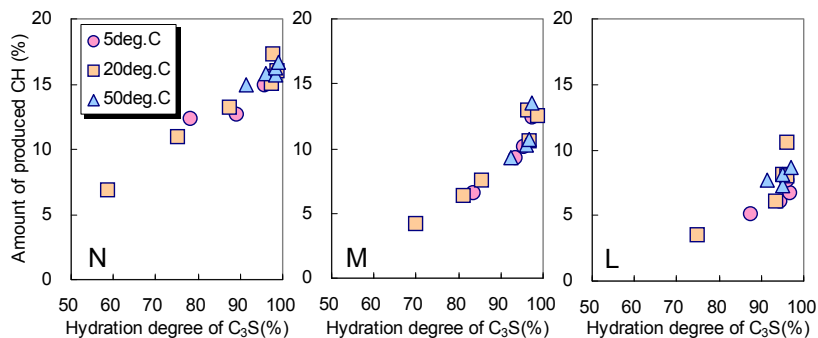 Amount of produced CH (%)
20
15
10
5
0
5deg.C
20deg.C
50deg.C
N
50 60 70 80 90 100
Hydration degree of C₃S(%)
20
15
10
5
0
M
50 60 70 80 90 100
Hydration degree of C₃S(%)
20
15
10
5
0
L
50 60 70 80 90 100
Hydration degree of C₃S(%)